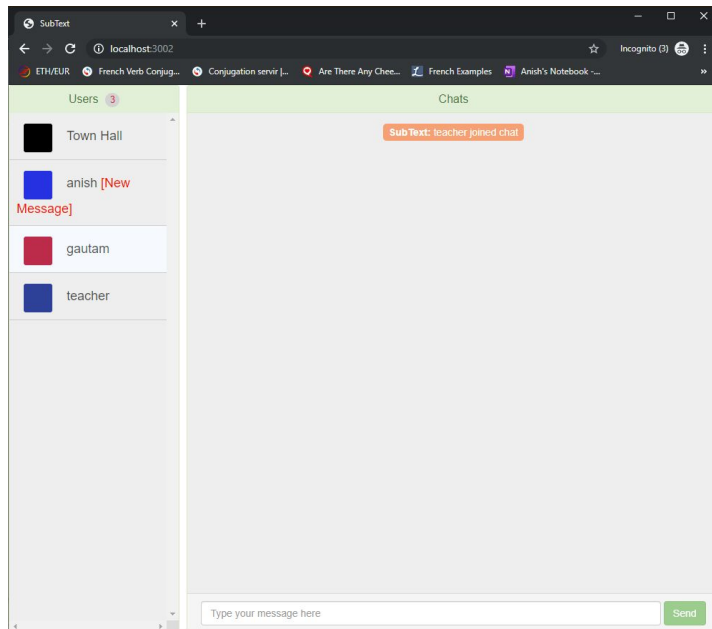 SubText
localhost:3002
Incognito (3)
ETH/EUR
French Verb Conjug...
Conjugation servir |...
Are There Any Chee...
French Examples
Anish's Notebook -...
Users 3
Chats
Town Hall
anish [New
Message]
gautam
teacher
SubText: teacher joined chat
Type your message here
Send